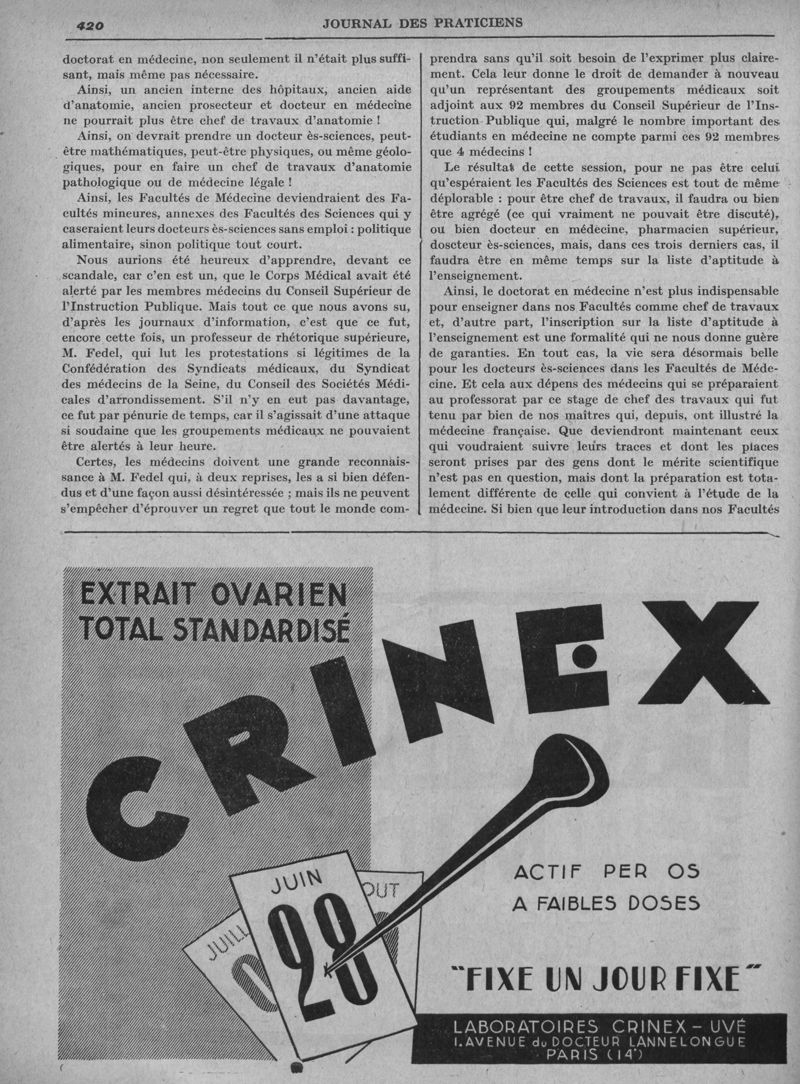 420
JOURNAL DES PRATICIENS
doctorat en médecine, non seulement il n'était plus suffi-
sant, mais même pas nécessaire.
Ainsi, un ancien interne des hôpitaux, ancien aide
d'anatomie, ancien prosecteur et docteur en médecine
ne pourrait plus être chef de travaux d'anatomie !
Ainsi, on devrait prendre un docteur ès-sciences, peut-
être mathématiques, peut-être physiques, ou même géolo-
giques, pour en faire un chef de travaux d'anatomie
pathologique ou de médecine légale !
Ainsi, les Facultés de Médecine deviendraient des Fa-
cultés mineures, annexes des Facultés des Sciences qui y
caseraient leurs docteurs ès-sciences sans emploi : politique
alimentaire, sinon politique tout court.
Nous aurions été heureux d'apprendre, devant ce
scandale, car c'en est un, que le Corps Médical avait été
alerté par les membres médecins du Conseil Supérieur de
l'Instruction Publique. Mais tout ce que nous avons su,
d'après les journaux d'information, c'est que ce fut,
encore cette fois, un professeur de rhétorique supérieure,
M. Fedel, qui lut les protestations si légitimes de la
Confédération des Syndicats médicaux, du Syndicat
des médecins de la Seine, du Conseil des Sociétés Médi-
cales d'arrondissement. S'il n'y en eut pas davantage,
ce fut par pénurie de temps, car il s'agissait d'une attaque
si soudaine que les groupements médicaux ne pouvaient
être alertés à leur heure.
Certes, les médecins doivent une grande reconnais-
sance à M. Fedel qui, à deux reprises, les a si bien défen-
dus et d'une façon aussi désintéressée ; mais ils ne peuvent
s'empêcher d'éprouver un regret que tout le monde com-
prendra sans qu'il soit besoin de l'exprimer plus claire-
ment. Cela leur donne le droit de demander à nouveau
qu'un représentant des groupements médicaux soit
adjoint aux 92 membres du Conseil Supérieur de l'Ins-
truction Publique qui, malgré le nombre important des
étudiants en médecine ne compte parmi ces 92 membres
que 4 médecins !
Le résultat de cette session, pour ne pas être celui
qu'espéraient les Facultés des Sciences est tout de même
déplorable : pour être chef de travaux, il faudra ou bien
être agrégé (ce qui vraiment ne pouvait être discuté),
ou bien docteur en médecine, pharmacien supérieur,
doscteur ès-sciences, mais, dans ces trois derniers cas, il
faudra être en même temps sur la liste d'aptitude à
l'enseignement.
Ainsi, le doctorat en médecine n'est plus indispensable
pour enseigner dans nos Facultés comme chef de travaux
et, d'autre part, l'inscription sur la liste d'aptitude à
l'enseignement est une formalité qui ne nous donne guère
de garanties. En tout cas, la vie sera désormais belle
pour les docteurs ès-sciences dans les Facultés de Méde-
cine. Et cela aux dépens des médecins qui se préparaient
au professorat par ce stage de chef des travaux qui fut
tenu par bien de nos maîtres qui, depuis, ont illustré la
médecine française. Que deviendront maintenant ceux
qui voudraient suivre leurs traces et dont les places
seront prises par des gens dont le mérite scientifique
n'est pas en question, mais dont la préparation est tota-
lement différente de celle qui convient à l'étude de la
médecine. Si bien que leur introduction dans nos Facultés
EXTRAIT OVARIEN
TOTAL STANDARDISÉ
CRINEX
JUILL
JUIN
OUT
28
ACTIF PER OS
A FAIBLES DOSES
"FIXE UN JOUR FIXE"
LABORATOIRES CRINEX - UVÉ
1. AVENUE du DOCTEUR LANNELONGUE
PARIS (14°)